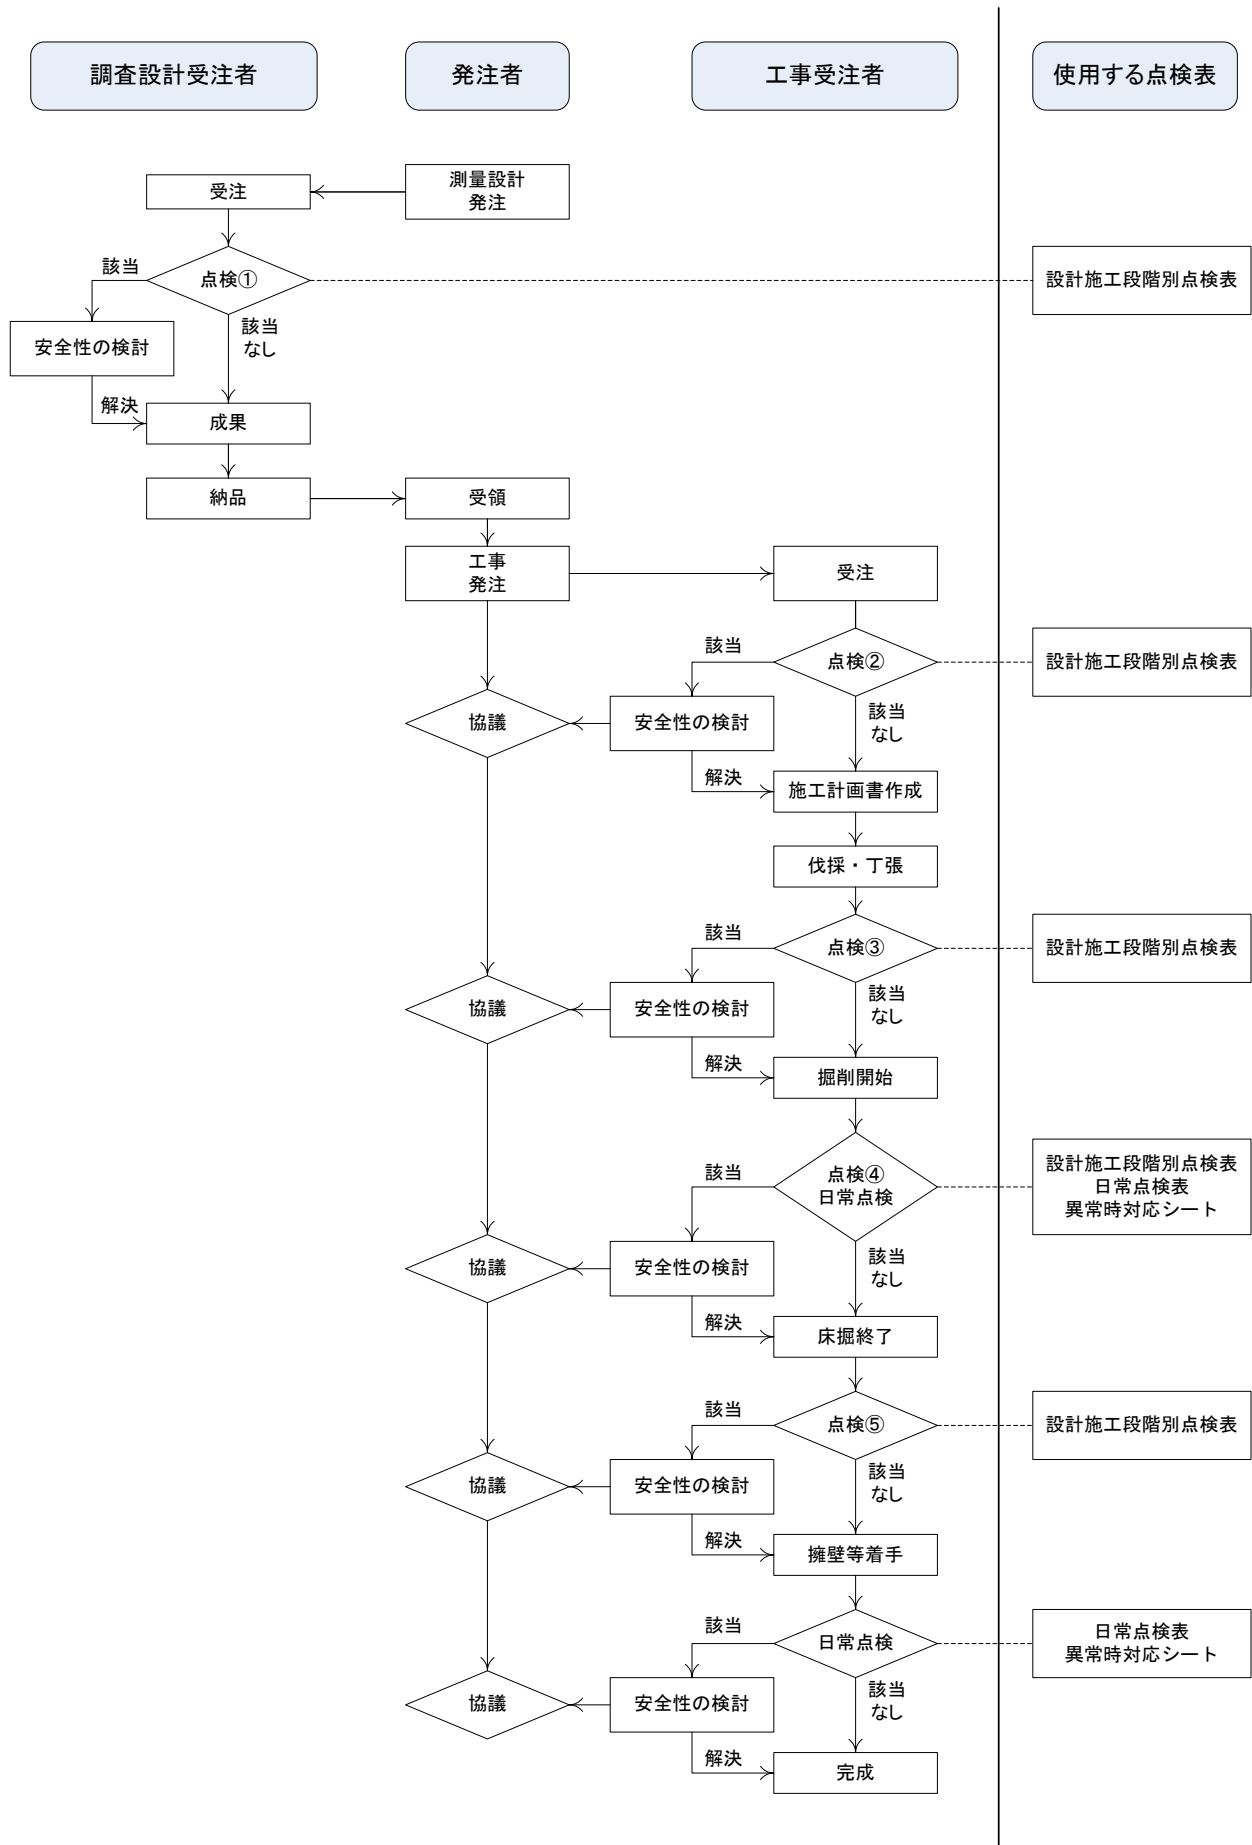 調査設計受注者
発注者
工事受注者
使用する点検表
測量設計
発注
受注
該当
点検①
設計施工段階別点検表
該当
なし
安全性の検討
解決
成果
納品
受領
工事
発注
受注
該当
点検②
設計施工段階別点検表
該当
なし
協議
安全性の検討
解決
施工計画書作成
伐採・丁張
該当
点検③
設計施工段階別点検表
該当
なし
協議
安全性の検討
解決
掘削開始
該当
点検④
日常点検
設計施工段階別点検表
日常点検表
異常時対応シート
該当
なし
協議
安全性の検討
解決
床掘終了
該当
点検⑤
設計施工段階別点検表
該当
なし
協議
安全性の検討
解決
擁壁等着手
該当
日常点検
日常点検表
異常時対応シート
該当
なし
協議
安全性の検討
解決
完成